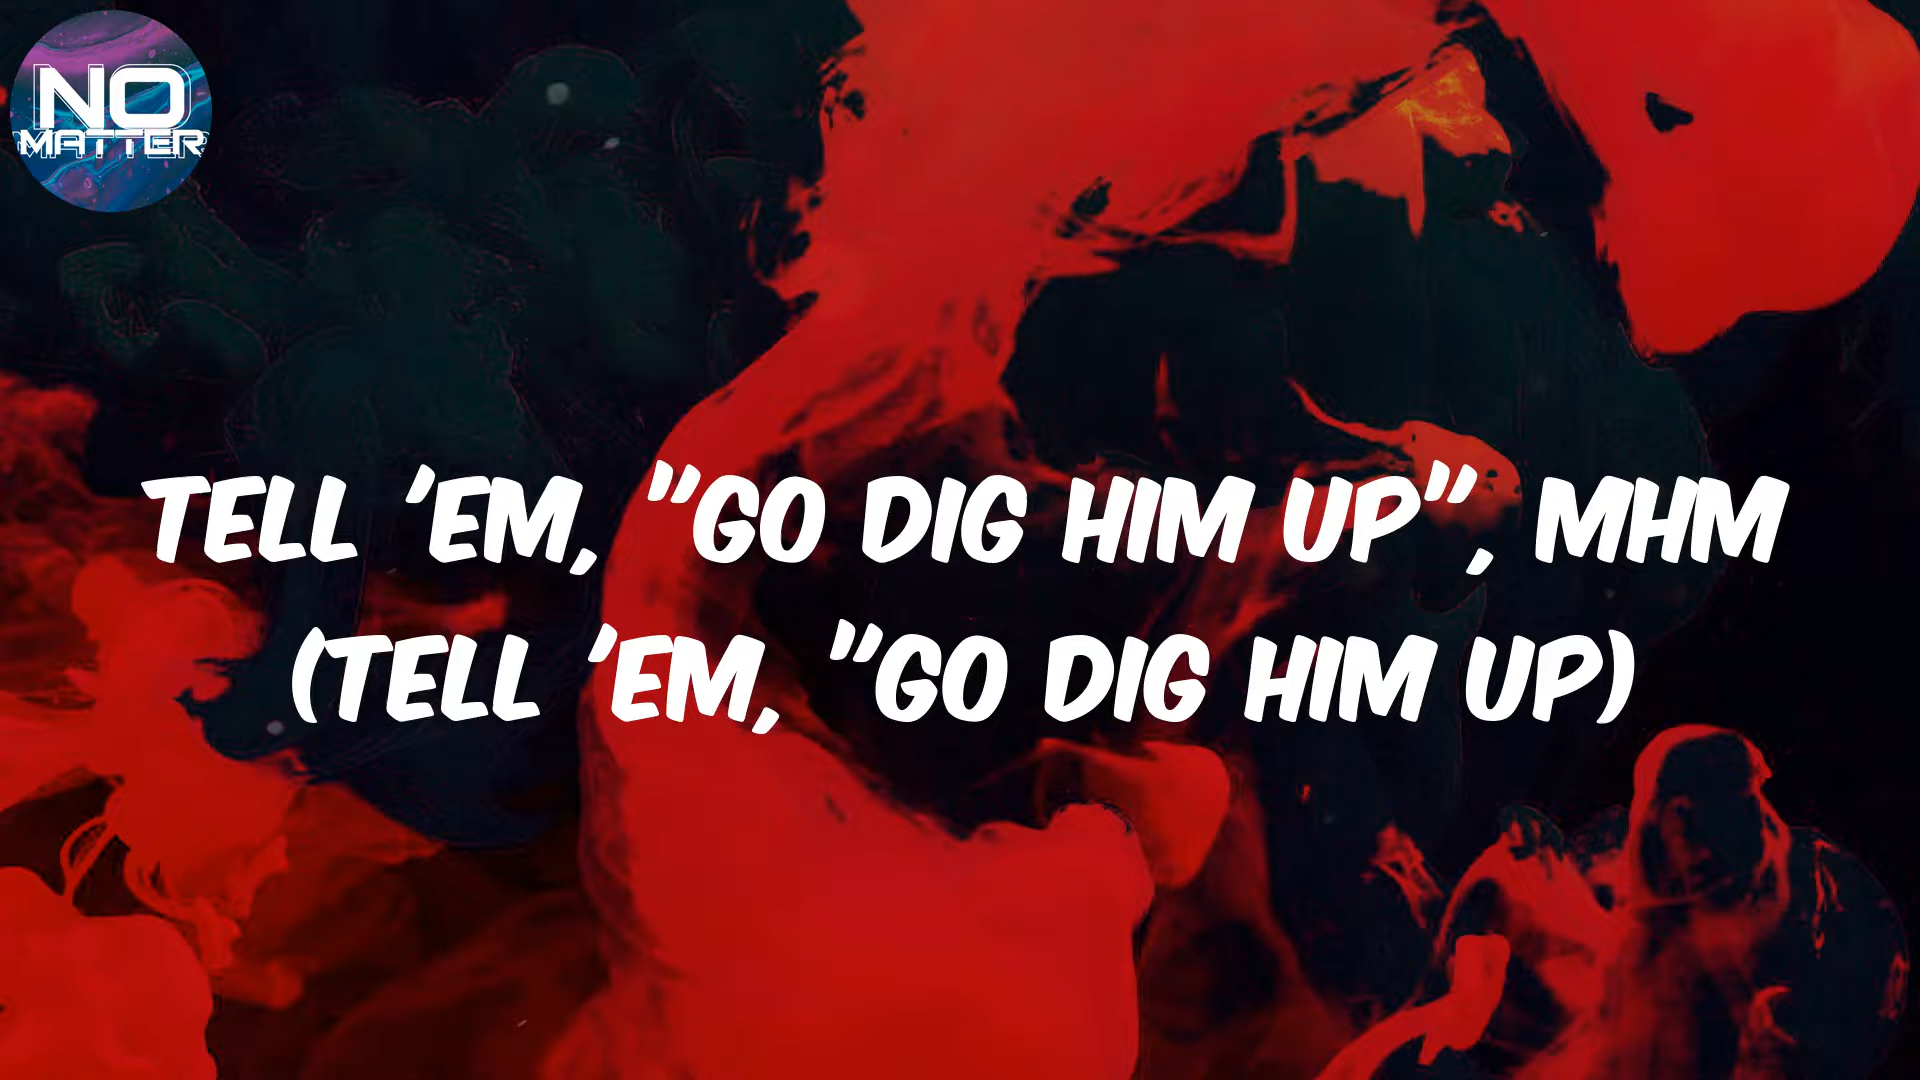 NO
MATTER
TELL 'EM, "GO DIG HIM UP", MHM
(TELL 'EM, "GO DIG HIM UP)